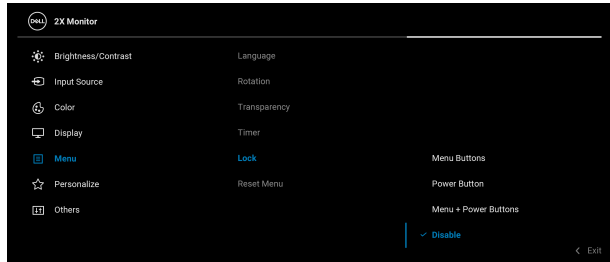 DELL 2X Monitor
Brightness/Contrast Language
Input Source Rotation
Color Transparency
Display Timer
Menu Lock Menu Buttons
Personalize Reset Menu Power Button
Others Menu + Power Buttons
Disable
Exit